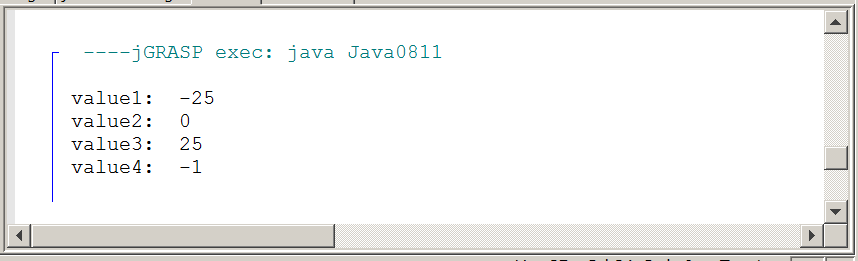 ----jGRASP exec: java Java0811
value1:  -25
value2:  0
value3:  25
value4:  -1